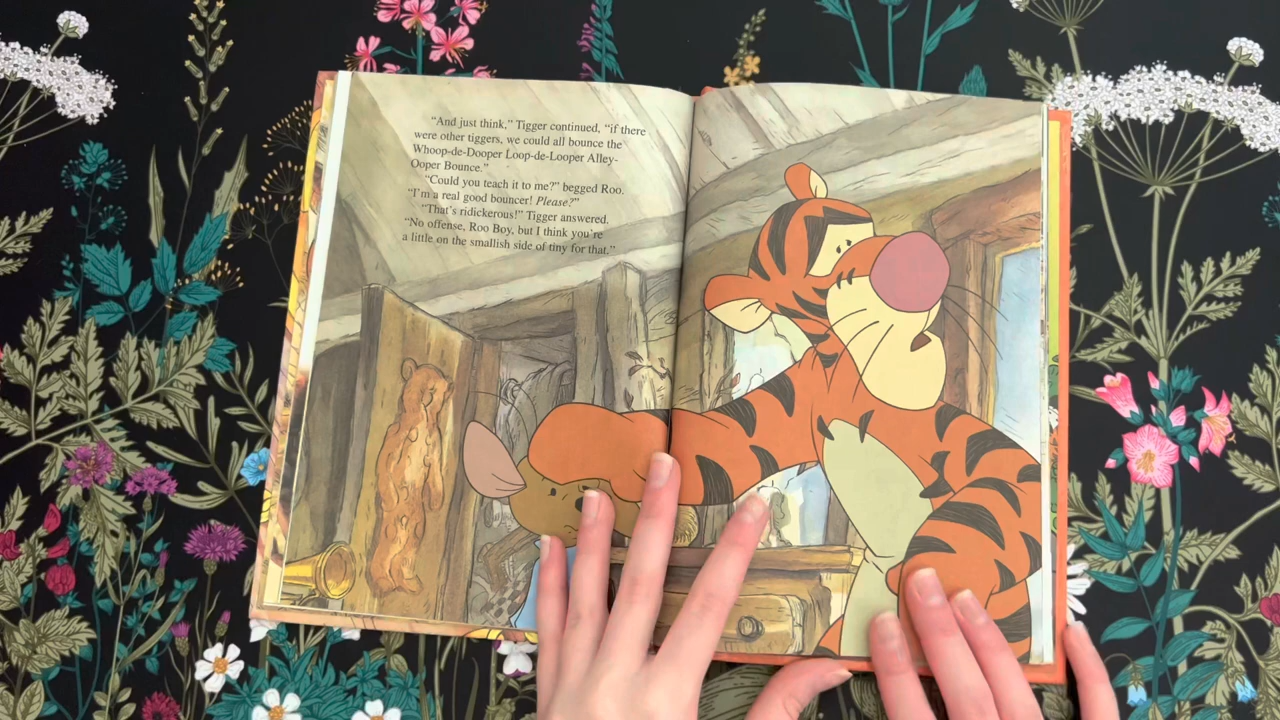 “And just think,” Tigger continued, “if there
were other tiggers, we could all bounce the
Whoop-de-Dooper Loop-de-Looper Alley-
Ooper Bounce.”
“Could you teach it to me?” begged Roo.
“I’m a real good bouncer! Please?”
“That’s ridickerous!” Tigger answered.
“No offense, Roo Boy, but I think you’re
a little on the smallish side of tiny for that.”